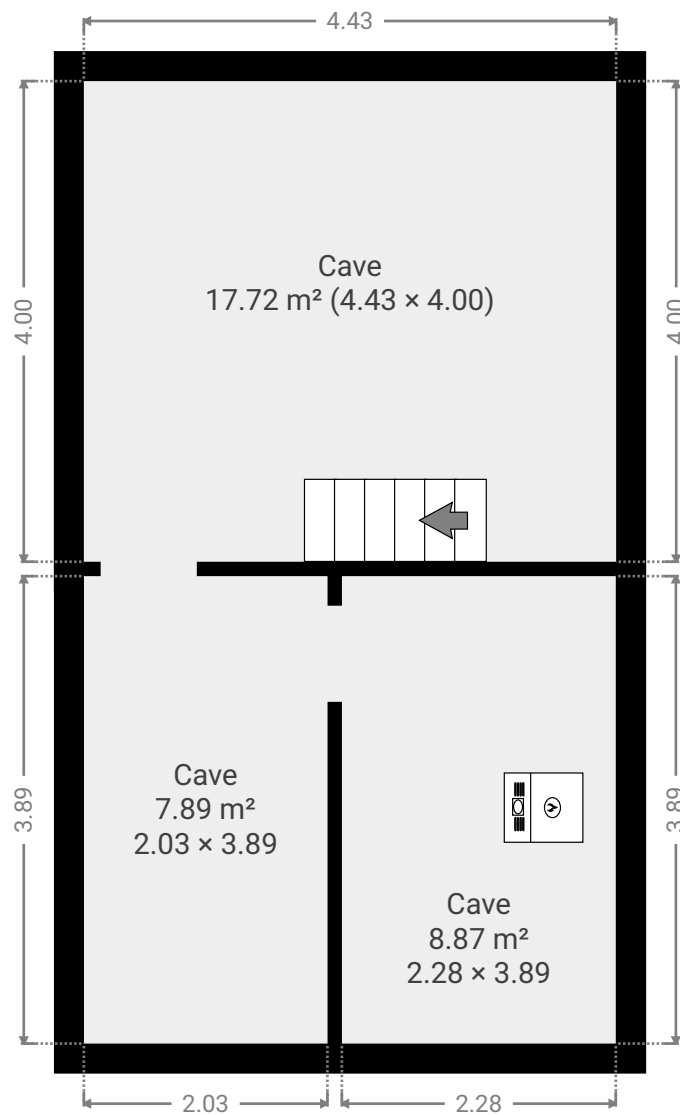 4.43
4.00
4.00
Cave
17.72 m² (4.43 × 4.00)
3.89
3.89
Cave
7.89 m²
2.03 × 3.89
Cave
8.87 m²
2.28 × 3.89
2.03
2.28